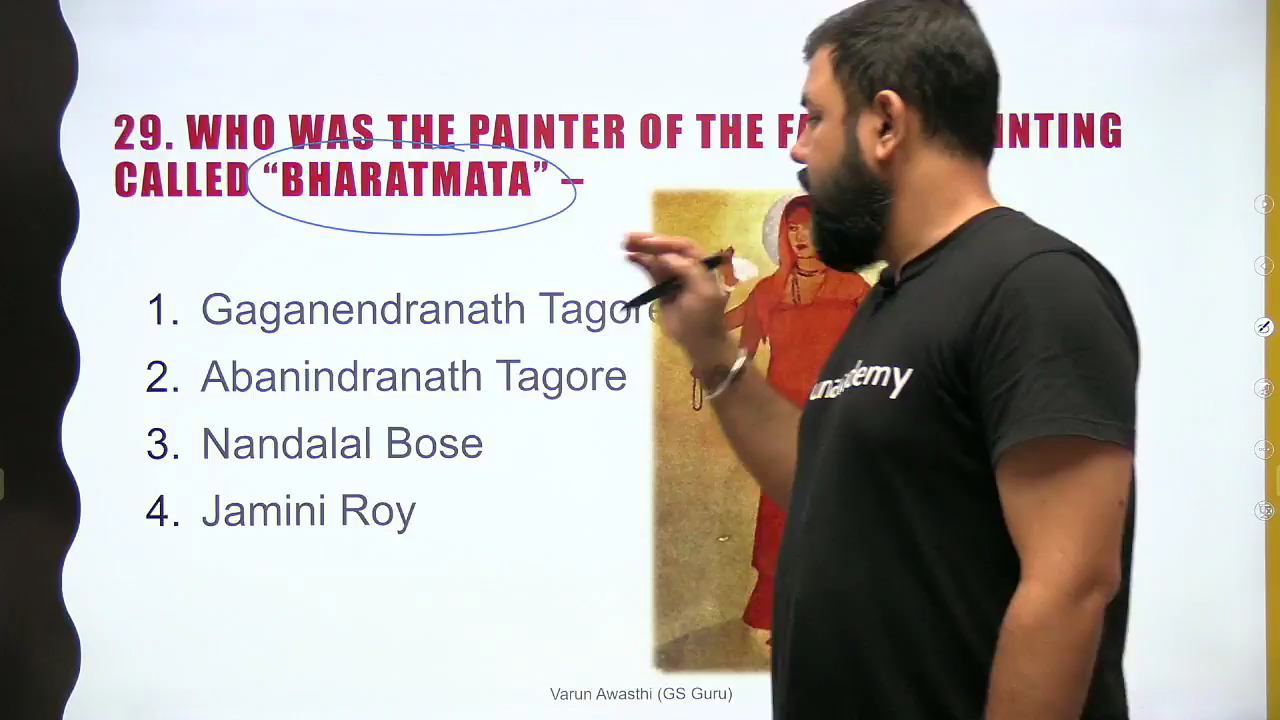 29. WHO WAS THE PAINTER OF THE
CALLED “BHARATMATA” –
1. Gaganendranath Tagore
2. Abanindranath Tagore
3. Nandalal Bose
4. Jamini Roy
Varun Awasthi (GS Guru)